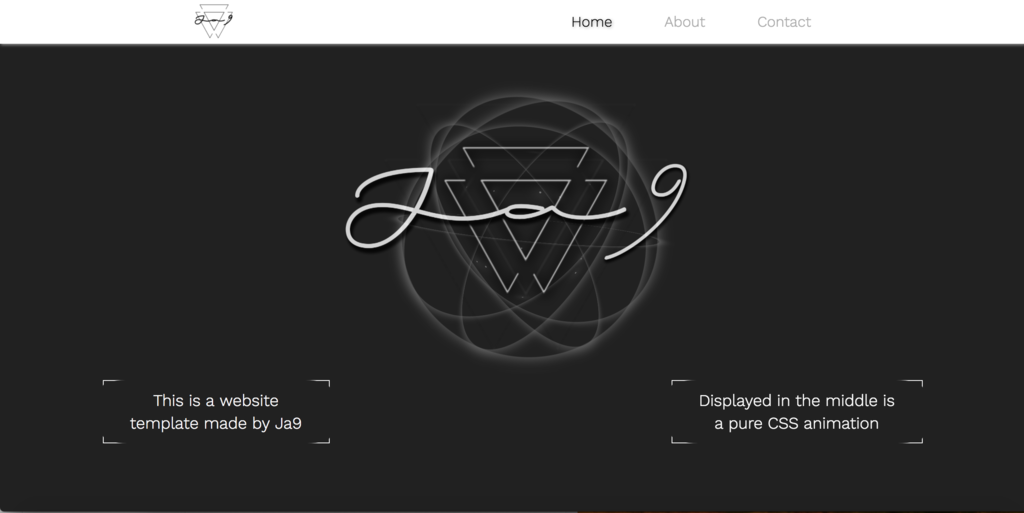 Ja9
Home
About
Contact
Ja9
This is a website
template made by Ja9
Displayed in the middle is
a pure CSS animation